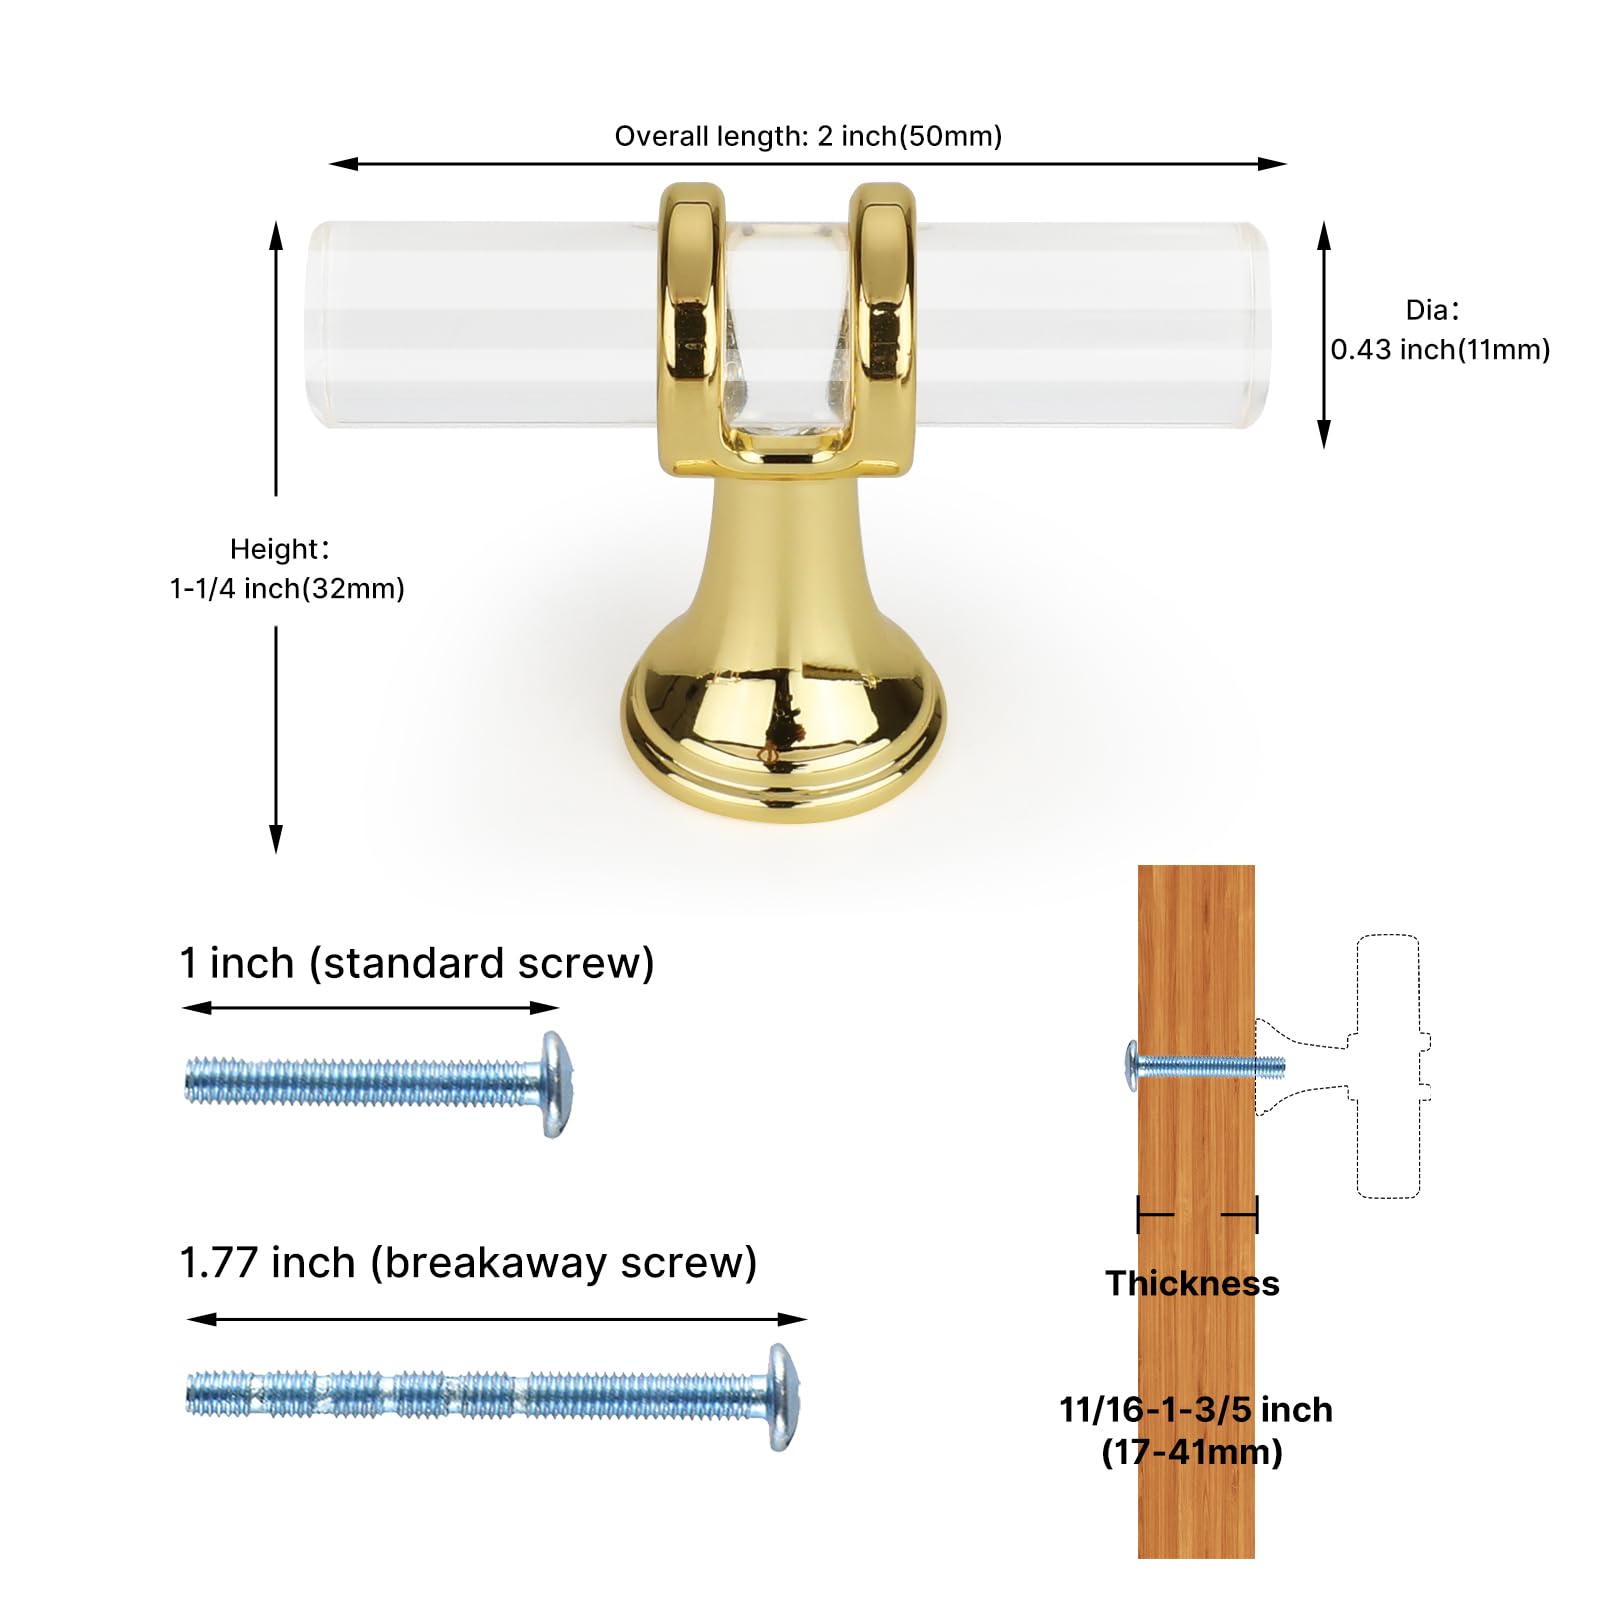 Overall length: 2 inch(50mm)
Dia:
0.43 inch(11mm)
Height:
1-1/4 inch(32mm)
1 inch (standard screw)
1.77 inch (breakaway screw)
Thickness
11/16-1-3/5 inch
(17-41mm)